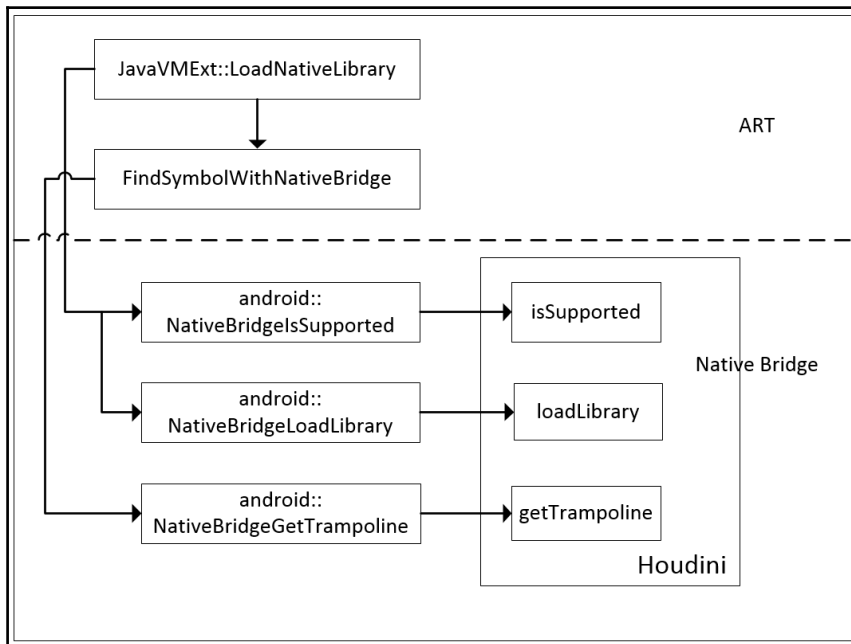 JavaVMExt::LoadNativeLibrary
ART
FindSymbolWithNativeBridge
android::
NativeBridgeIsSupported
isSupported
Native Bridge
android::
NativeBridgeLoadLibrary
loadLibrary
android::
NativeBridgeGetTrampoline
getTrampoline
Houdini